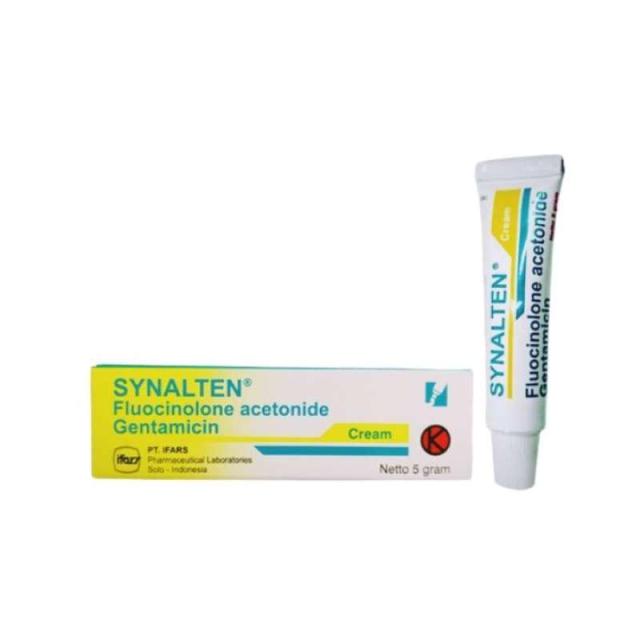 SYNALTEN®
Fluocinolone acetonide
Gentamicin
Cream
ifars
PT. IFARS
Pharmaceutical Laboratories
Solo - Indonesia
K
Netto 5 gram
SYNALTEN®
Cream
Fluocinolone acetonide
Gentamicin